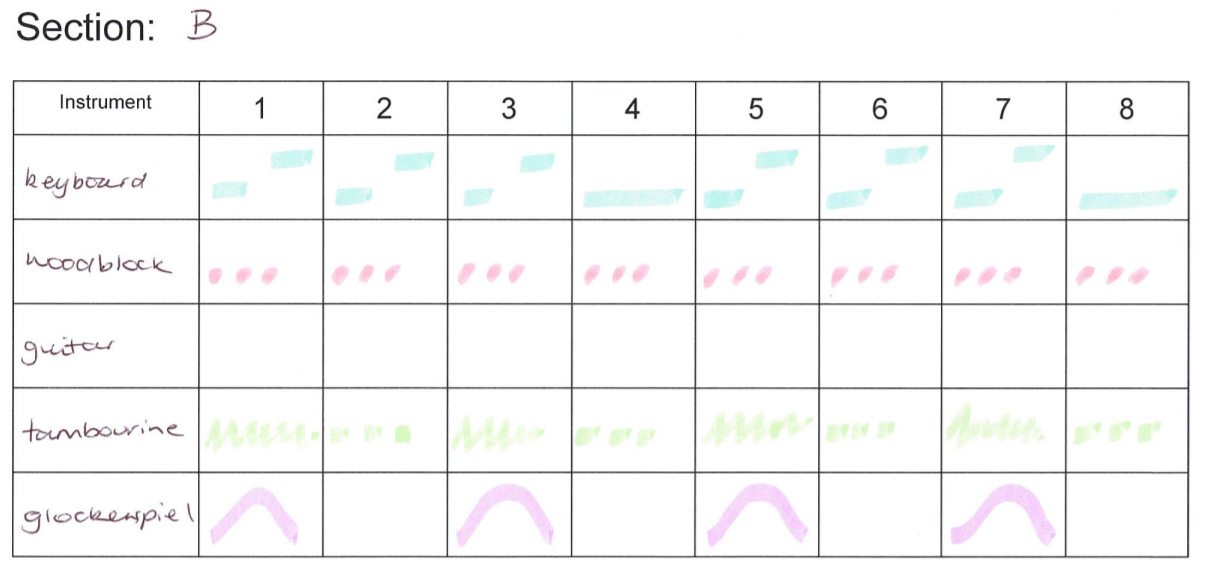 Section: B
Instrument 1 2 3 4 5 6 7 8
keyboard
woodblock
guitar
tambourine
glockenspiel